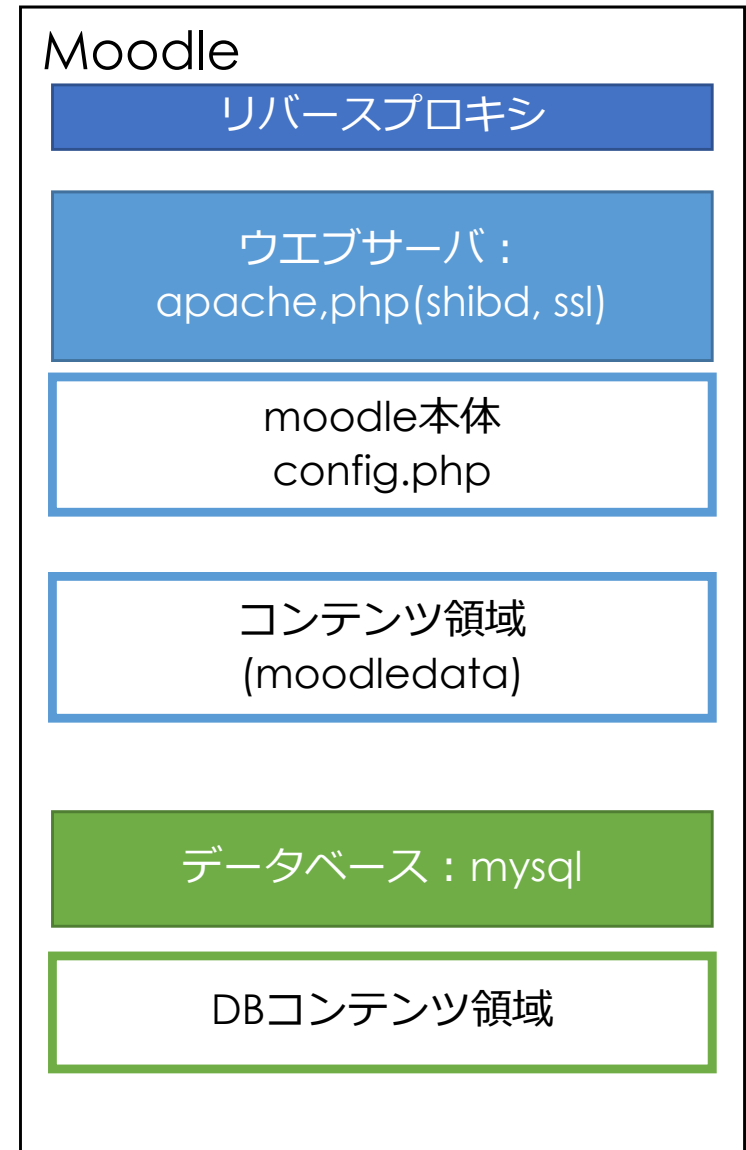 Moodle
リバースプロキシ
ウエブサーバ：
apache,php(shibd, ssl)
moodle本体
config.php
コンテンツ領域
(moodledata)
データベース：mysql
DBコンテンツ領域